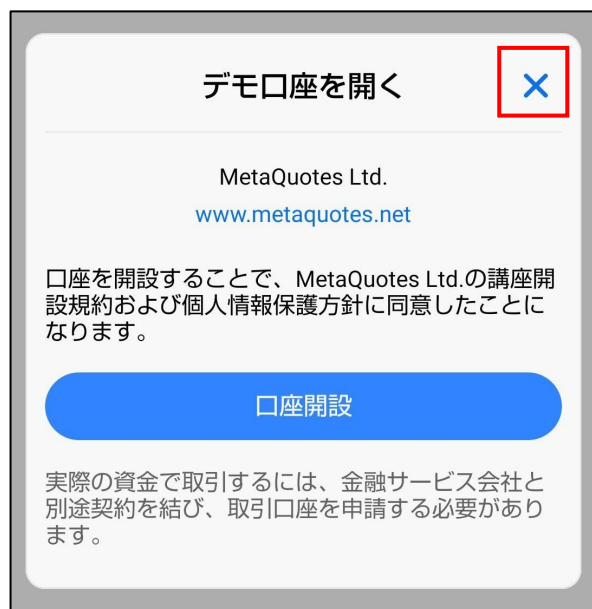 デモ口座を開く
MetaQuotes Ltd.
www.metaquotes.net
口座を開設することで、MetaQuotes Ltd.の講座開
設規約および個人情報保護方針に同意したことに
なります。
口座開設
実際の資金で取引するには、金融サービス会社と
別途契約を結び、取引口座を申請する必要があり
ます。